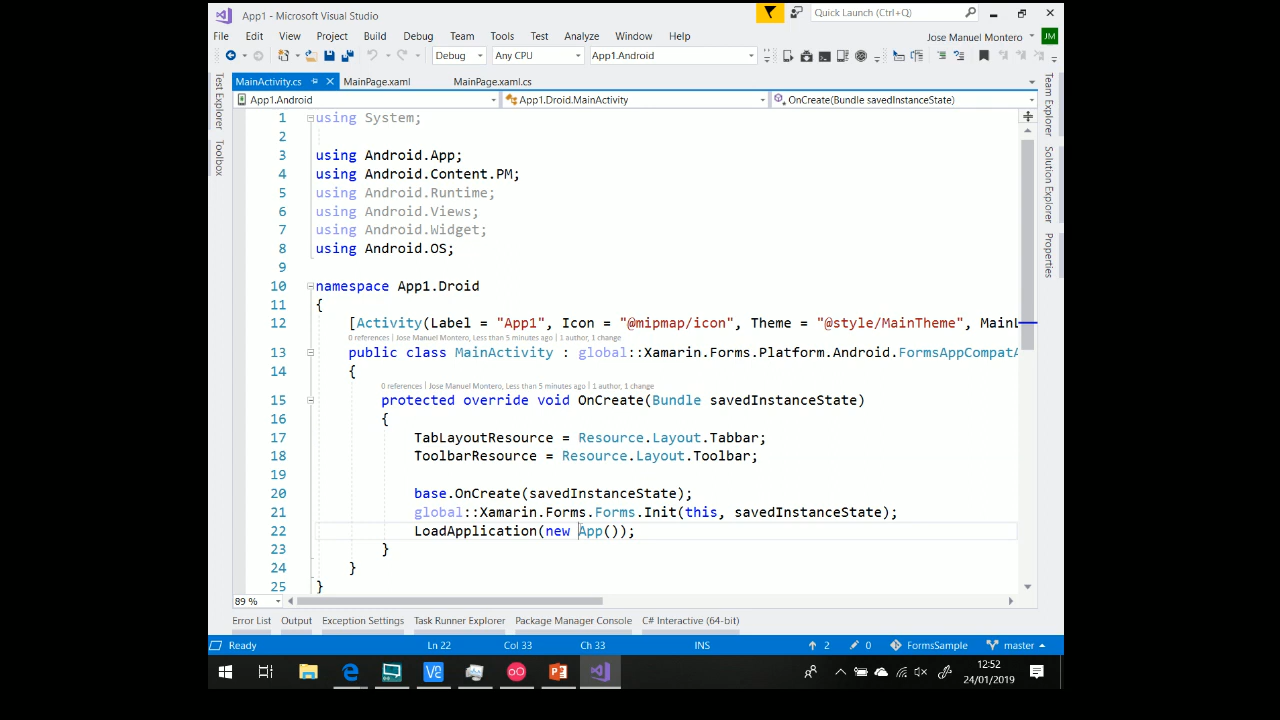 App1 - Microsoft Visual Studio
Quick Launch (Ctrl+Q)
File Edit View Project Build Debug Team Tools Test Analyze Window Help
Jose Manuel Montero JM
Debug Any CPU App1.Android
MainActivity.cs MainPage.xaml MainPage.xaml.cs
App1.Android App1.Droid.MainActivity OnCreate(Bundle savedInstanceState)
Test Explorer
Toolbox
Team Explorer
Solution Explorer
Properties
1 using System;
2
3 using Android.App;
4 using Android.Content.PM;
5 using Android.Runtime;
6 using Android.Views;
7 using Android.Widget;
8 using Android.OS;
9
10 namespace App1.Droid
11 {
12 [Activity(Label = "App1", Icon = "@mipmap/icon", Theme = "@style/MainTheme", MainL
0 references | Jose Manuel Montero, Less than 5 minutes ago | 1 author, 1 change
13 public class MainActivity : global::Xamarin.Forms.Platform.Android.FormsAppCompatA
14 {
0 references | Jose Manuel Montero, Less than 5 minutes ago | 1 author, 1 change
15 protected override void OnCreate(Bundle savedInstanceState)
16 {
17 TabLayoutResource = Resource.Layout.Tabbar;
18 ToolbarResource = Resource.Layout.Toolbar;
19
20 base.OnCreate(savedInstanceState);
21 global::Xamarin.Forms.Forms.Init(this, savedInstanceState);
22 LoadApplication(new App());
23 }
24 }
25 }
89 %
Error List Output Exception Settings Task Runner Explorer Package Manager Console C# Interactive (64-bit)
Ready Ln 22 Col 33 Ch 33 INS 2 0 FormsSample master
12:52
24/01/2019